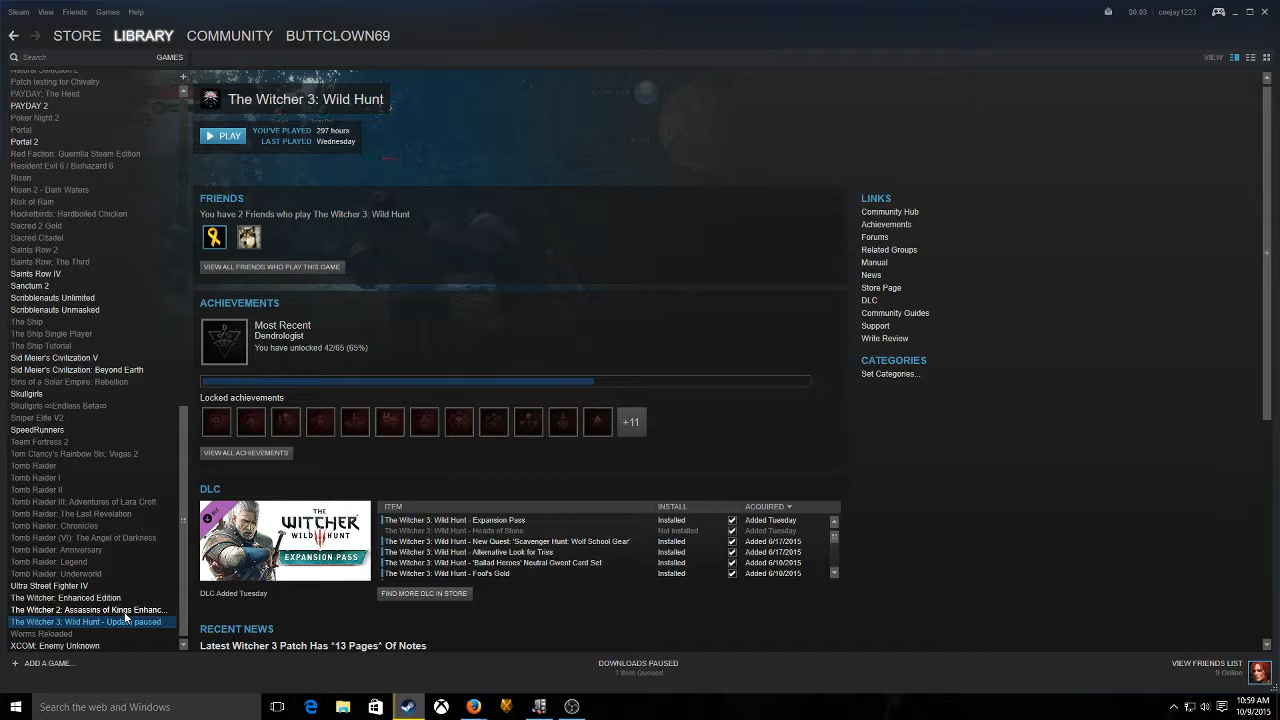 Steam View Friends Games Help
$0.03 ceejay1223
STORE LIBRARY COMMUNITY BUTTCLOWN69
Search GAMES
VIEW
Natural Selection 2
Patch testing for Chivalry
PAYDAY: The Heist
PAYDAY 2
Poker Night 2
Portal
Portal 2
Red Faction: Guerrilla Steam Edition
Resident Evil 6 / Biohazard 6
Risen
Risen 2 - Dark Waters
Risk of Rain
Rocketbirds: Hardboiled Chicken
Sacred 2 Gold
Sacred Citadel
Saints Row 2
Saints Row: The Third
Saints Row IV
Sanctum 2
Scribblenauts Unlimited
Scribblenauts Unmasked
The Ship
The Ship Single Player
The Ship Tutorial
Sid Meier's Civilization V
Sid Meier's Civilization: Beyond Earth
Sins of a Solar Empire: Rebellion
Skullgirls
Skullgirls ∞Endless Beta∞
Sniper Elite V2
SpeedRunners
Team Fortress 2
Tom Clancy's Rainbow Six: Vegas 2
Tomb Raider
Tomb Raider I
Tomb Raider II
Tomb Raider III: Adventures of Lara Croft
Tomb Raider: The Last Revelation
Tomb Raider: Chronicles
Tomb Raider (VI): The Angel of Darkness
Tomb Raider: Anniversary
Tomb Raider: Legend
Tomb Raider: Underworld
Ultra Street Fighter IV
The Witcher: Enhanced Edition
The Witcher 2: Assassins of Kings Enhanc...
The Witcher 3: Wild Hunt - Update paused
Worms Reloaded
XCOM: Enemy Unknown
The Witcher 3: Wild Hunt
PLAY
YOU'VE PLAYED 297 hours
LAST PLAYED Wednesday
FRIENDS
You have 2 Friends who play The Witcher 3: Wild Hunt
VIEW ALL FRIENDS WHO PLAY THIS GAME
ACHIEVEMENTS
Most Recent
Dendrologist
You have unlocked 42/65 (65%)
Locked achievements
+11
VIEW ALL ACHIEVEMENTS
DLC
THE
WITCHER
WILD HUNT
EXPANSION PASS
DLC Added Tuesday
ITEM INSTALL ACQUIRED
The Witcher 3: Wild Hunt - Expansion Pass Installed Added Tuesday
The Witcher 3: Wild Hunt - Hearts of Stone Not Installed Added Tuesday
The Witcher 3: Wild Hunt - New Quest: 'Scavenger Hunt: Wolf School Gear' Installed Added 6/17/2015
The Witcher 3: Wild Hunt - Alternative Look for Triss Installed Added 6/10/2015
The Witcher 3: Wild Hunt - 'Ballad Heroes' Neutral Gwent Card Set Installed Added 6/10/2015
The Witcher 3: Wild Hunt - Fool's Gold Installed Added 6/10/2015
FIND MORE DLC IN STORE
RECENT NEWS
Latest Witcher 3 Patch Has *13 Pages* Of Notes
LINKS
Community Hub
Achievements
Forums
Related Groups
Manual
News
Store Page
DLC
Community Guides
Support
Write Review
CATEGORIES
Set Categories...
+ ADD A GAME...
DOWNLOADS PAUSED
1 Item Queued
VIEW FRIENDS LIST
9 Online
Search the web and Windows
10:59 AM
10/9/2015